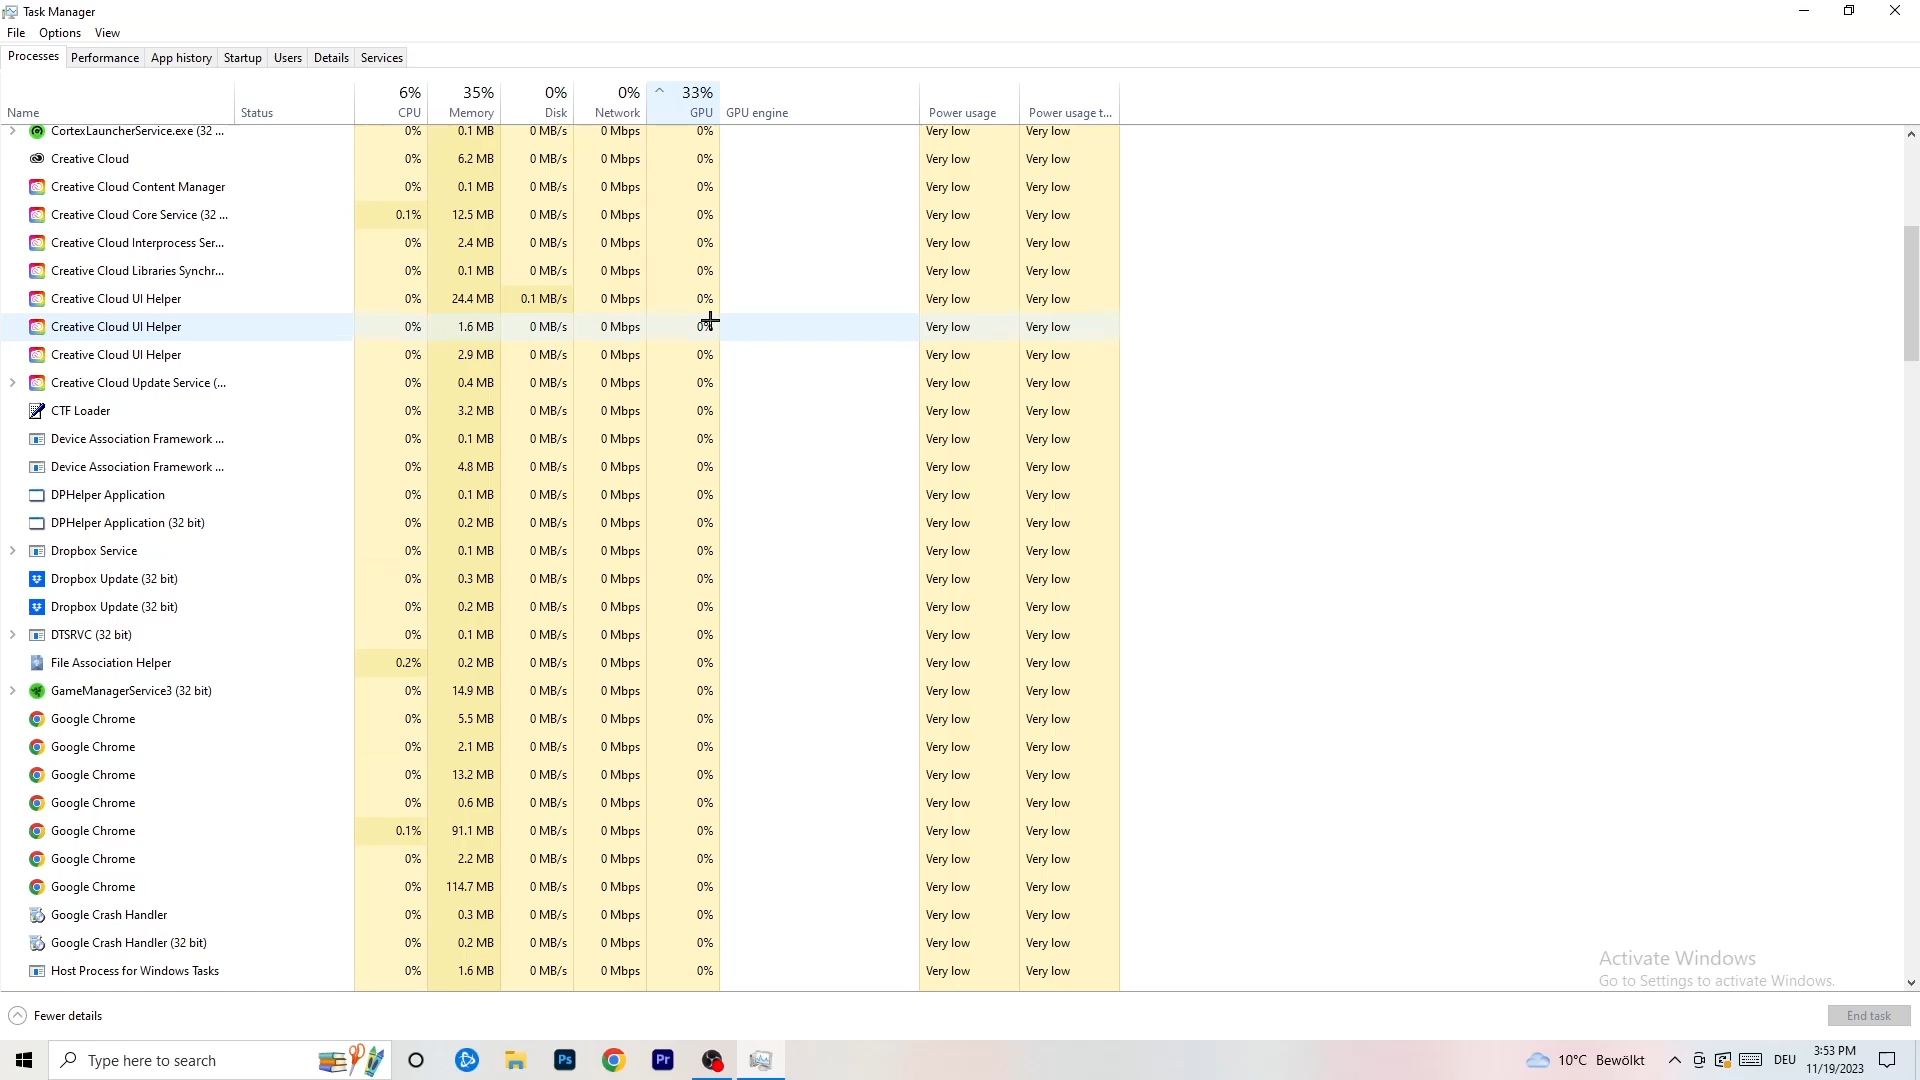 Task Manager
File Options View
Processes Performance App history Startup Users Details Services
6% 35% 0% 0% 33%
Name Status CPU Memory Disk Network GPU GPU engine Power usage Power usage t...
CortexLauncherService.exe (32 ... 0% 0.1 MB 0 MB/s 0 Mbps 0% Very low Very low
Creative Cloud 0% 6.2 MB 0 MB/s 0 Mbps 0% Very low Very low
Creative Cloud Content Manager 0% 0.1 MB 0 MB/s 0 Mbps 0% Very low Very low
Creative Cloud Core Service (32 ... 0.1% 12.5 MB 0 MB/s 0 Mbps 0% Very low Very low
Creative Cloud Interprocess Ser... 0% 2.4 MB 0 MB/s 0 Mbps 0% Very low Very low
Creative Cloud Libraries Synchr... 0% 0.1 MB 0 MB/s 0 Mbps 0% Very low Very low
Creative Cloud UI Helper 0% 24.4 MB 0.1 MB/s 0 Mbps 0% Very low Very low
Creative Cloud UI Helper 0% 1.6 MB 0 MB/s 0 Mbps 0% Very low Very low
Creative Cloud UI Helper 0% 2.9 MB 0 MB/s 0 Mbps 0% Very low Very low
Creative Cloud Update Service (... 0% 0.4 MB 0 MB/s 0 Mbps 0% Very low Very low
CTF Loader 0% 3.2 MB 0 MB/s 0 Mbps 0% Very low Very low
Device Association Framework ... 0% 0.1 MB 0 MB/s 0 Mbps 0% Very low Very low
Device Association Framework ... 0% 4.8 MB 0 MB/s 0 Mbps 0% Very low Very low
DPHelper Application 0% 0.1 MB 0 MB/s 0 Mbps 0% Very low Very low
DPHelper Application (32 bit) 0% 0.2 MB 0 MB/s 0 Mbps 0% Very low Very low
Dropbox Service 0% 0.1 MB 0 MB/s 0 Mbps 0% Very low Very low
Dropbox Update (32 bit) 0% 0.3 MB 0 MB/s 0 Mbps 0% Very low Very low
Dropbox Update (32 bit) 0% 0.2 MB 0 MB/s 0 Mbps 0% Very low Very low
DTSRVC (32 bit) 0% 0.1 MB 0 MB/s 0 Mbps 0% Very low Very low
File Association Helper 0.2% 0.2 MB 0 MB/s 0 Mbps 0% Very low Very low
GameManagerService3 (32 bit) 0% 14.9 MB 0 MB/s 0 Mbps 0% Very low Very low
Google Chrome 0% 5.5 MB 0 MB/s 0 Mbps 0% Very low Very low
Google Chrome 0% 2.1 MB 0 MB/s 0 Mbps 0% Very low Very low
Google Chrome 0% 13.2 MB 0 MB/s 0 Mbps 0% Very low Very low
Google Chrome 0% 0.6 MB 0 MB/s 0 Mbps 0% Very low Very low
Google Chrome 0.1% 91.1 MB 0 MB/s 0 Mbps 0% Very low Very low
Google Chrome 0% 2.2 MB 0 MB/s 0 Mbps 0% Very low Very low
Google Chrome 0% 114.7 MB 0 MB/s 0 Mbps 0% Very low Very low
Google Crash Handler 0% 0.3 MB 0 MB/s 0 Mbps 0% Very low Very low
Google Crash Handler (32 bit) 0% 0.2 MB 0 MB/s 0 Mbps 0% Very low Very low
Host Process for Windows Tasks 0% 1.6 MB 0 MB/s 0 Mbps 0% Very low Very low
Activate Windows
Go to Settings to activate Windows.
Fewer details End task
Type here to search Ps Pr 10°C Bewölkt DEU 3:53 PM
11/19/2023